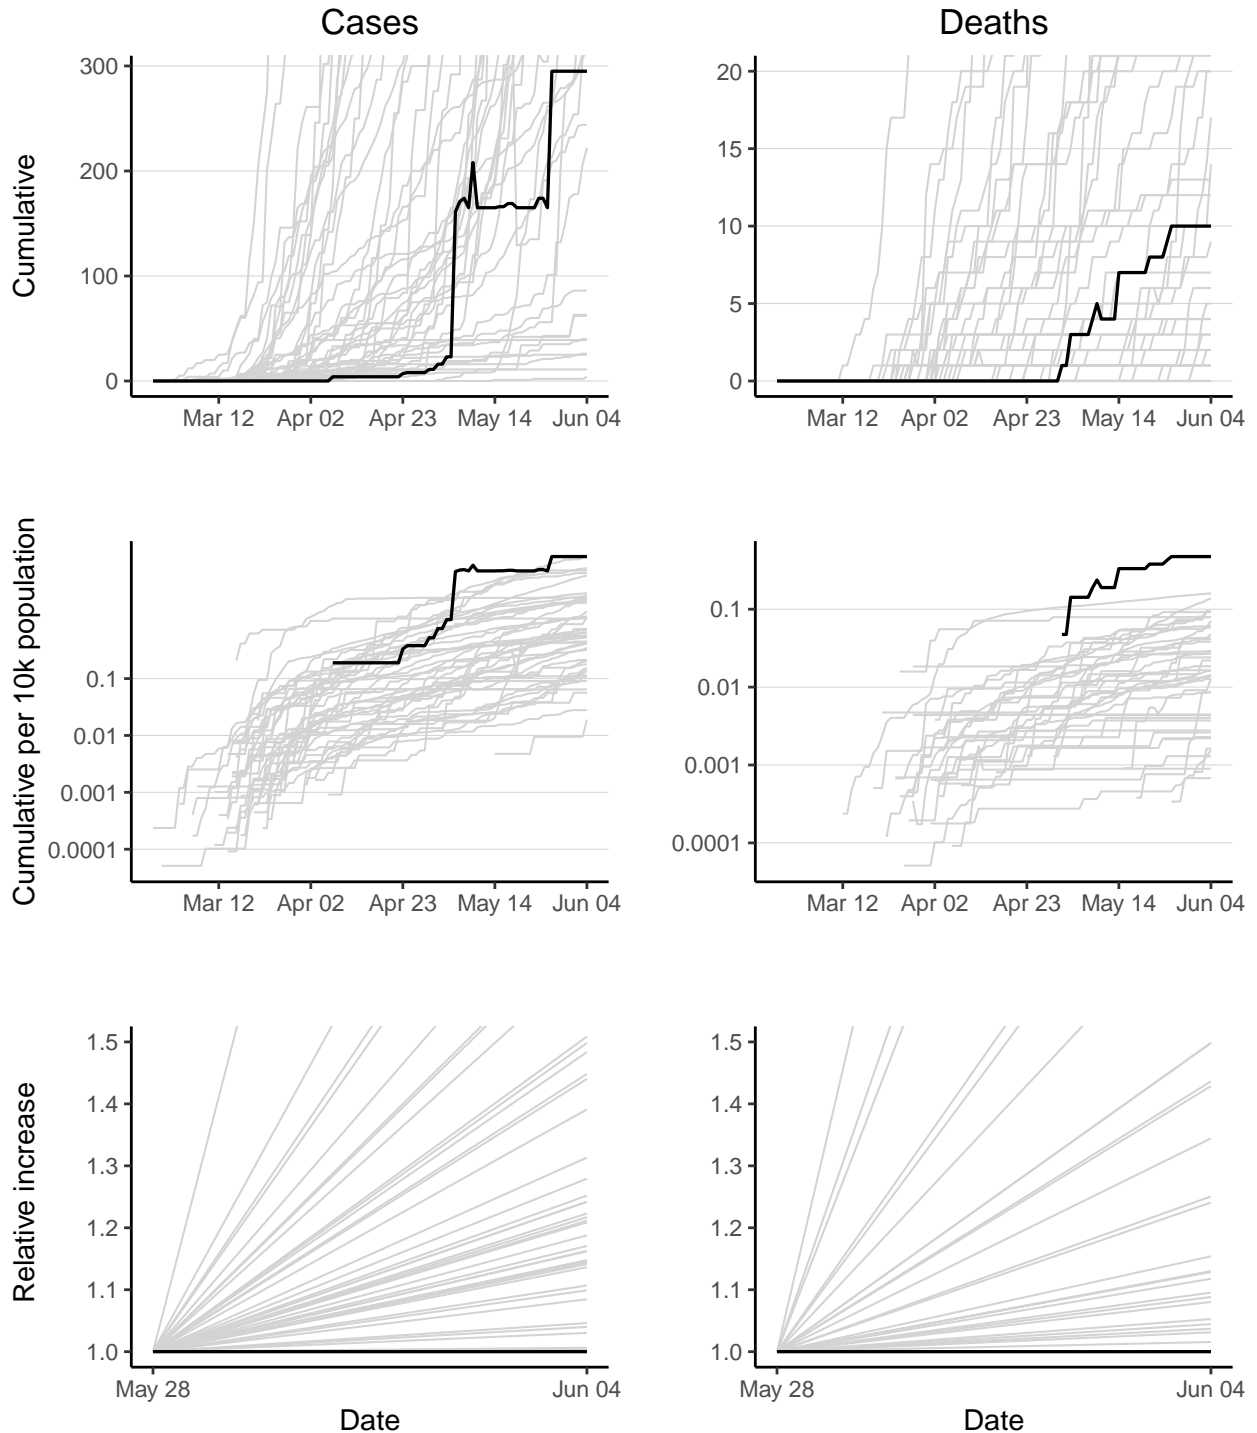 Cases
Deaths
Cumulative
300
200
100
0
Mar 12 Apr 02 Apr 23 May 14 Jun 04
20
15
10
5
0
Mar 12 Apr 02 Apr 23 May 14 Jun 04
Cumulative per 10k population
0.1
0.01
0.001
0.0001
Mar 12 Apr 02 Apr 23 May 14 Jun 04
0.1
0.01
0.001
0.0001
Mar 12 Apr 02 Apr 23 May 14 Jun 04
Relative increase
1.5
1.4
1.3
1.2
1.1
1.0
May 28 Jun 04
Date
1.5
1.4
1.3
1.2
1.1
1.0
May 28 Jun 04
Date